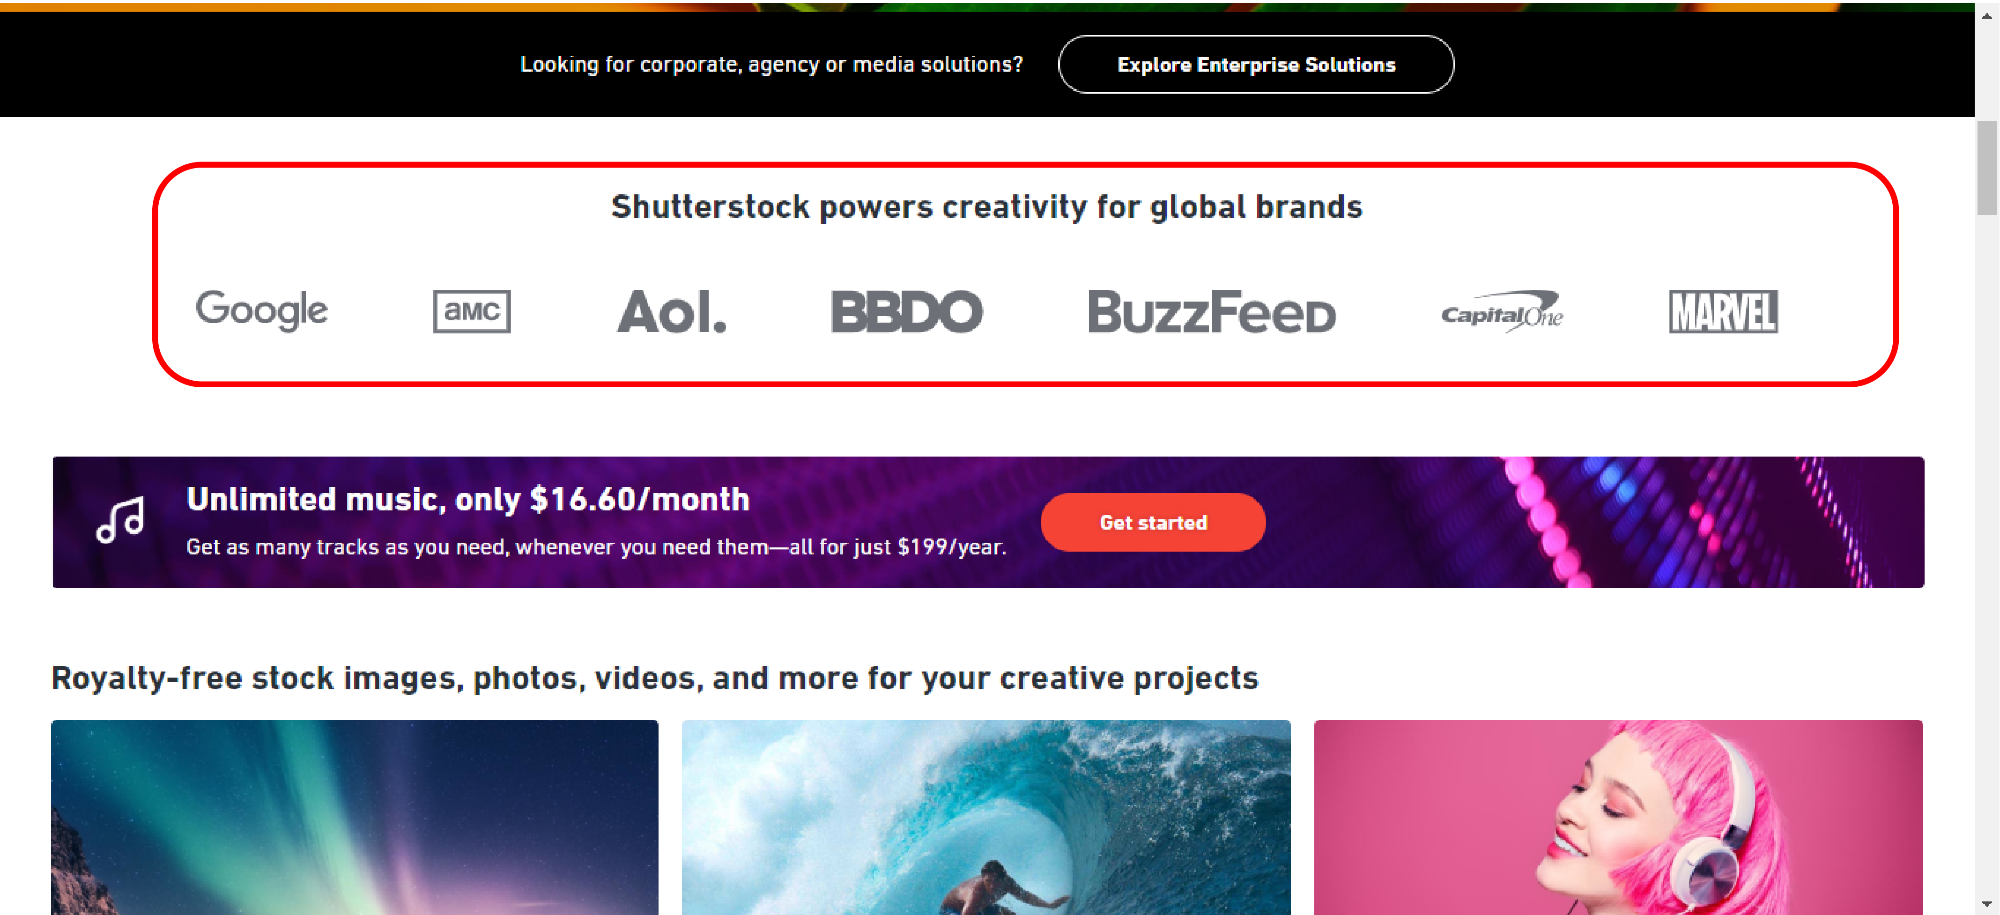 Looking for corporate, agency or media solutions? Explore Enterprise Solutions
Shutterstock powers creativity for global brands
Google aMC Aol. BBDO BuzzFeeD CapitalOne MARVEL
Unlimited music, only $16.60/month
Get as many tracks as you need, whenever you need them—all for just $199/year.
Get started
Royalty-free stock images, photos, videos, and more for your creative projects